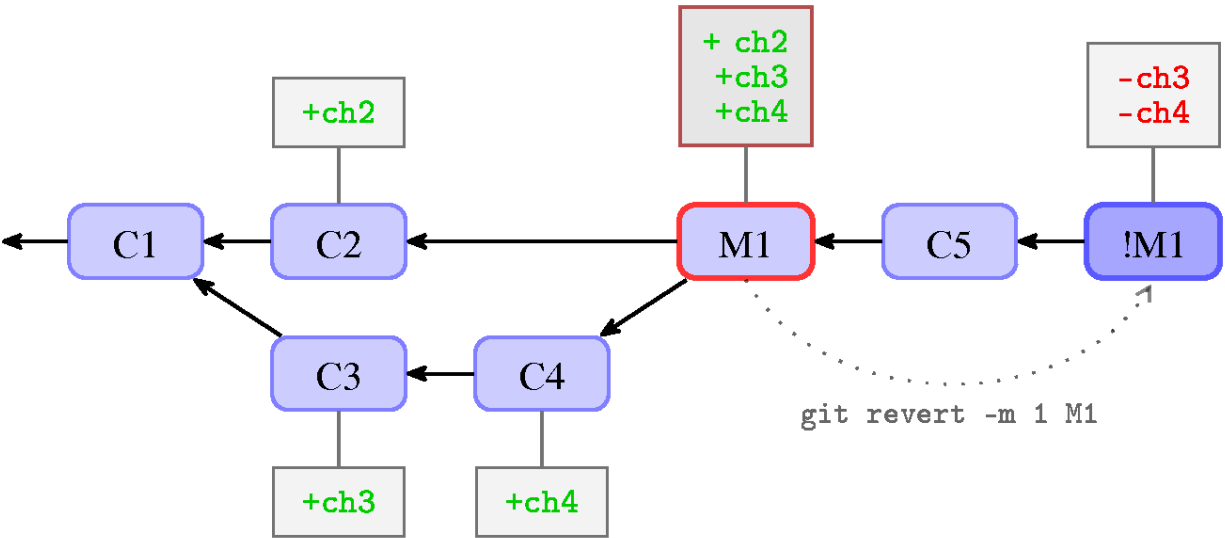 + ch2
+ch3
+ch4
-ch3
-ch4
+ch2
C1
C2
M1
C5
!M1
C3
C4
git revert -m 1 M1
+ch3
+ch4